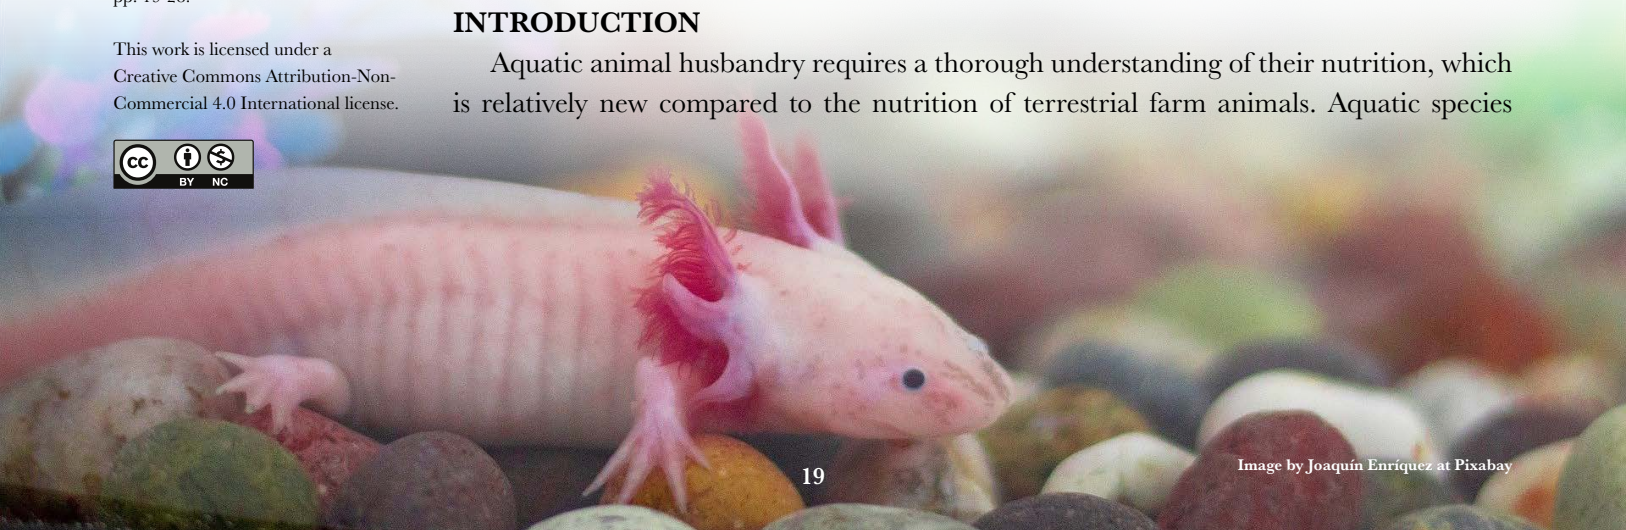 This work is licensed under a
Creative Commons Attribution-Non-
Commercial 4.0 International license.
cc
BY NC
INTRODUCTION
Aquatic animal husbandry requires a thorough understanding of their nutrition, which
is relatively new compared to the nutrition of terrestrial farm animals. Aquatic species
19
Image by Joaquín Enríquez at Pixabay